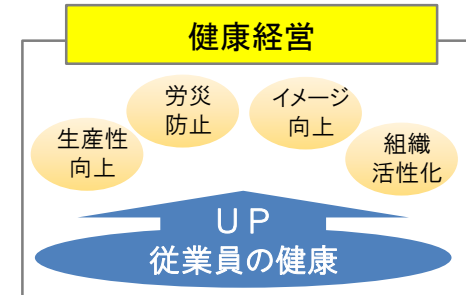 健康経営
労災
防止
イメージ
向上
生産性
向上
組織
活性化
ＵＰ
従業員の健康